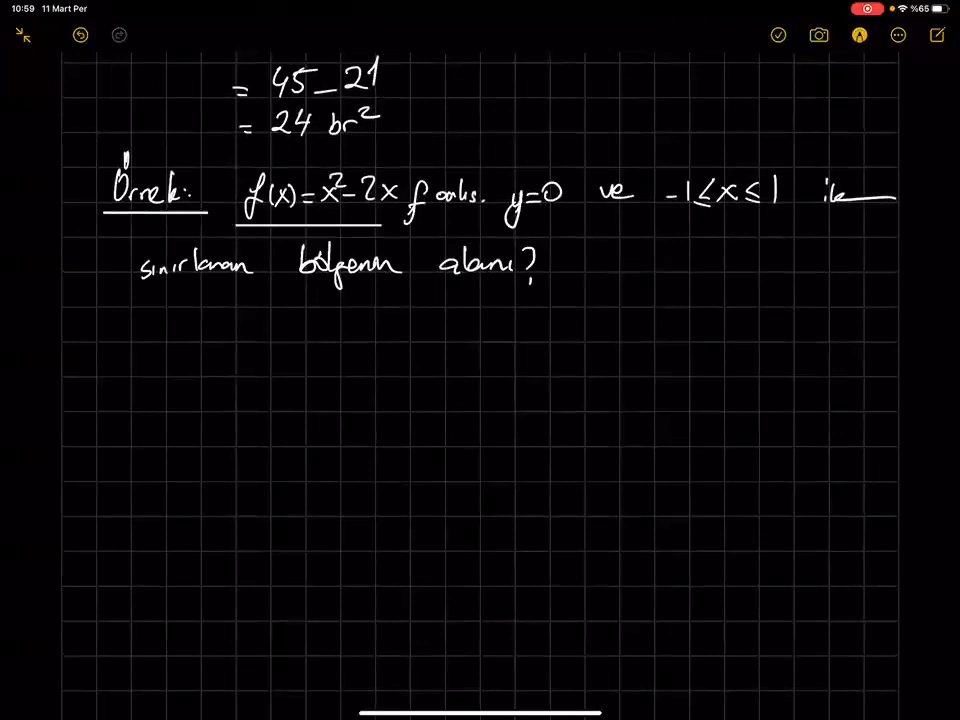 10:59 11 Mart Per %65
= 45 - 21
= 24 br²
Örnek: f(x) = x² - 2x fonks. y=0 ve -1 ≤ x ≤ 1 ile
sınırlanan bölgenin alanı?